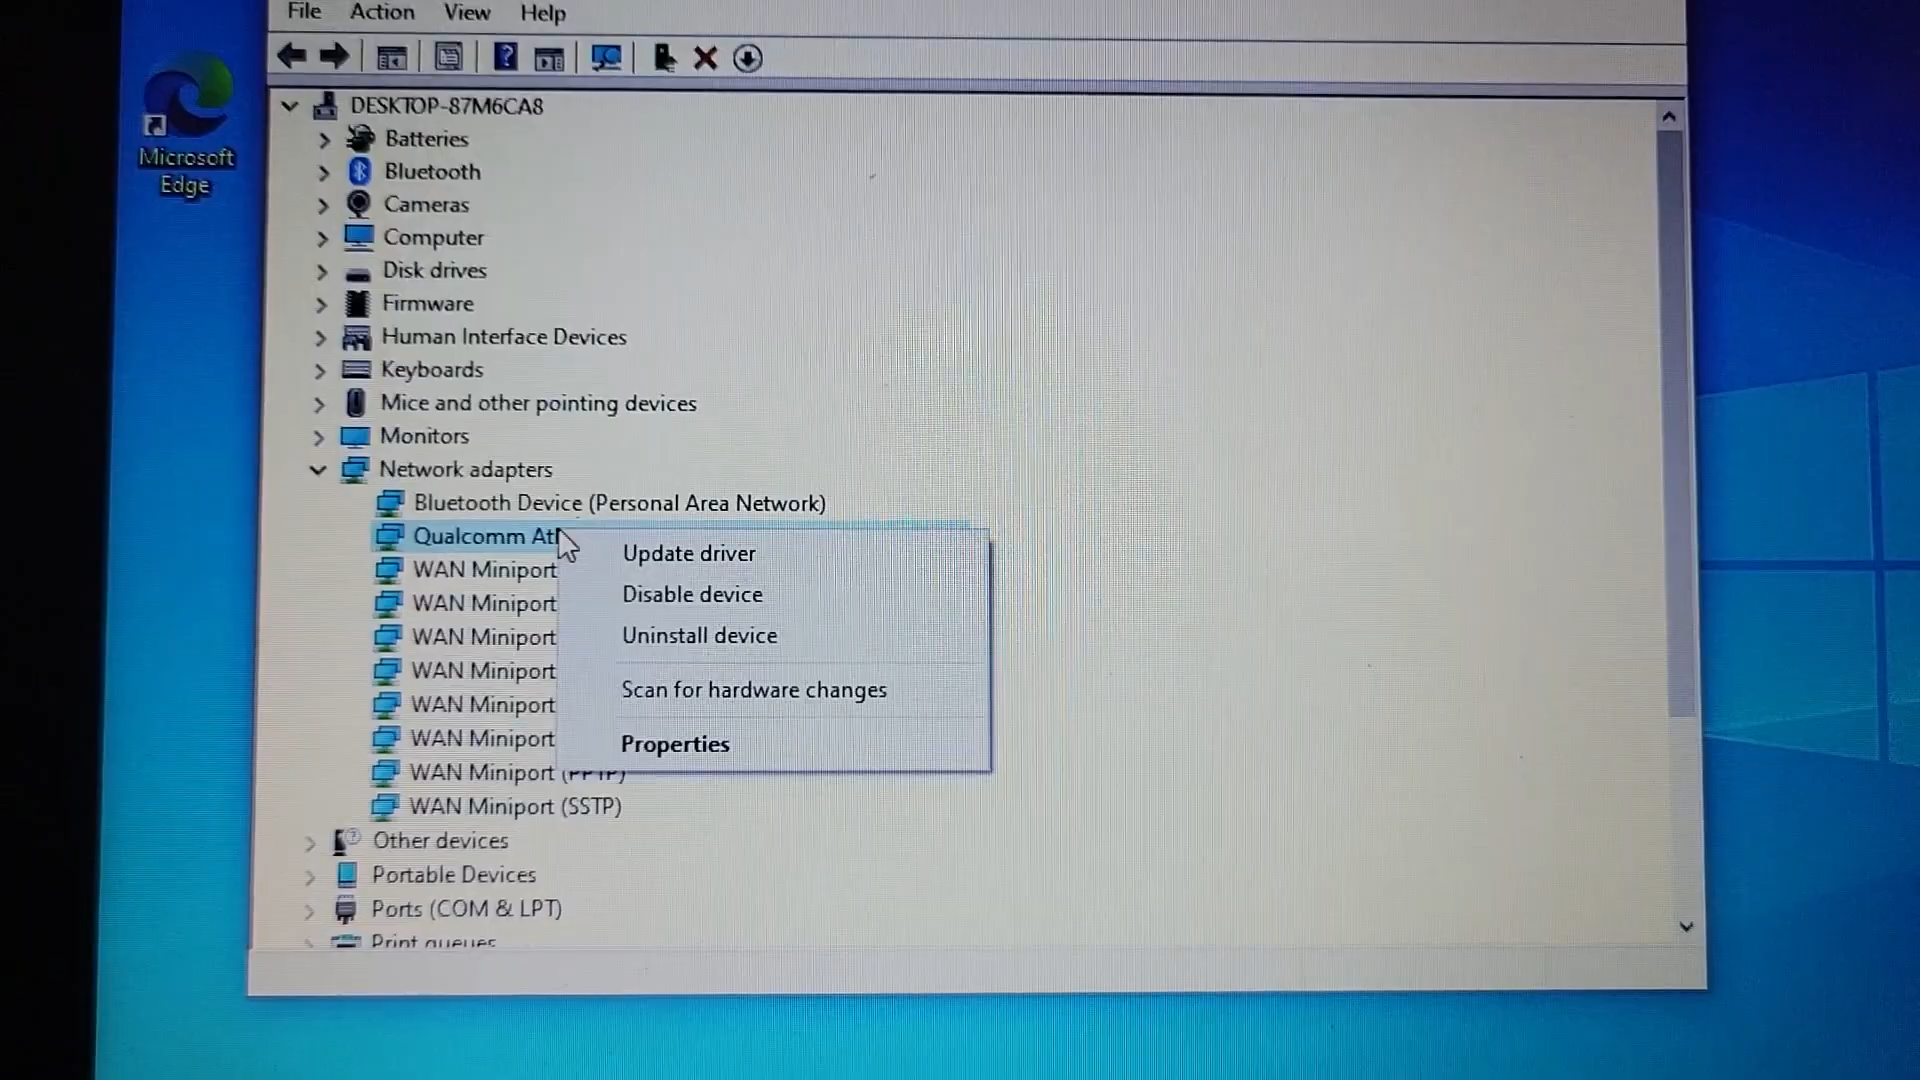 File Action View Help
Microsoft
Edge
DESKTOP-87M6CA8
Batteries
Bluetooth
Cameras
Computer
Disk drives
Firmware
Human Interface Devices
Keyboards
Mice and other pointing devices
Monitors
Network adapters
Bluetooth Device (Personal Area Network)
Qualcomm
WAN Miniport
WAN Miniport
WAN Miniport
WAN Miniport
WAN Miniport
WAN Miniport
WAN Miniport (PPTP)
WAN Miniport (SSTP)
Update driver
Disable device
Uninstall device
Scan for hardware changes
Properties
Other devices
Portable Devices
Ports (COM & LPT)
Print queues